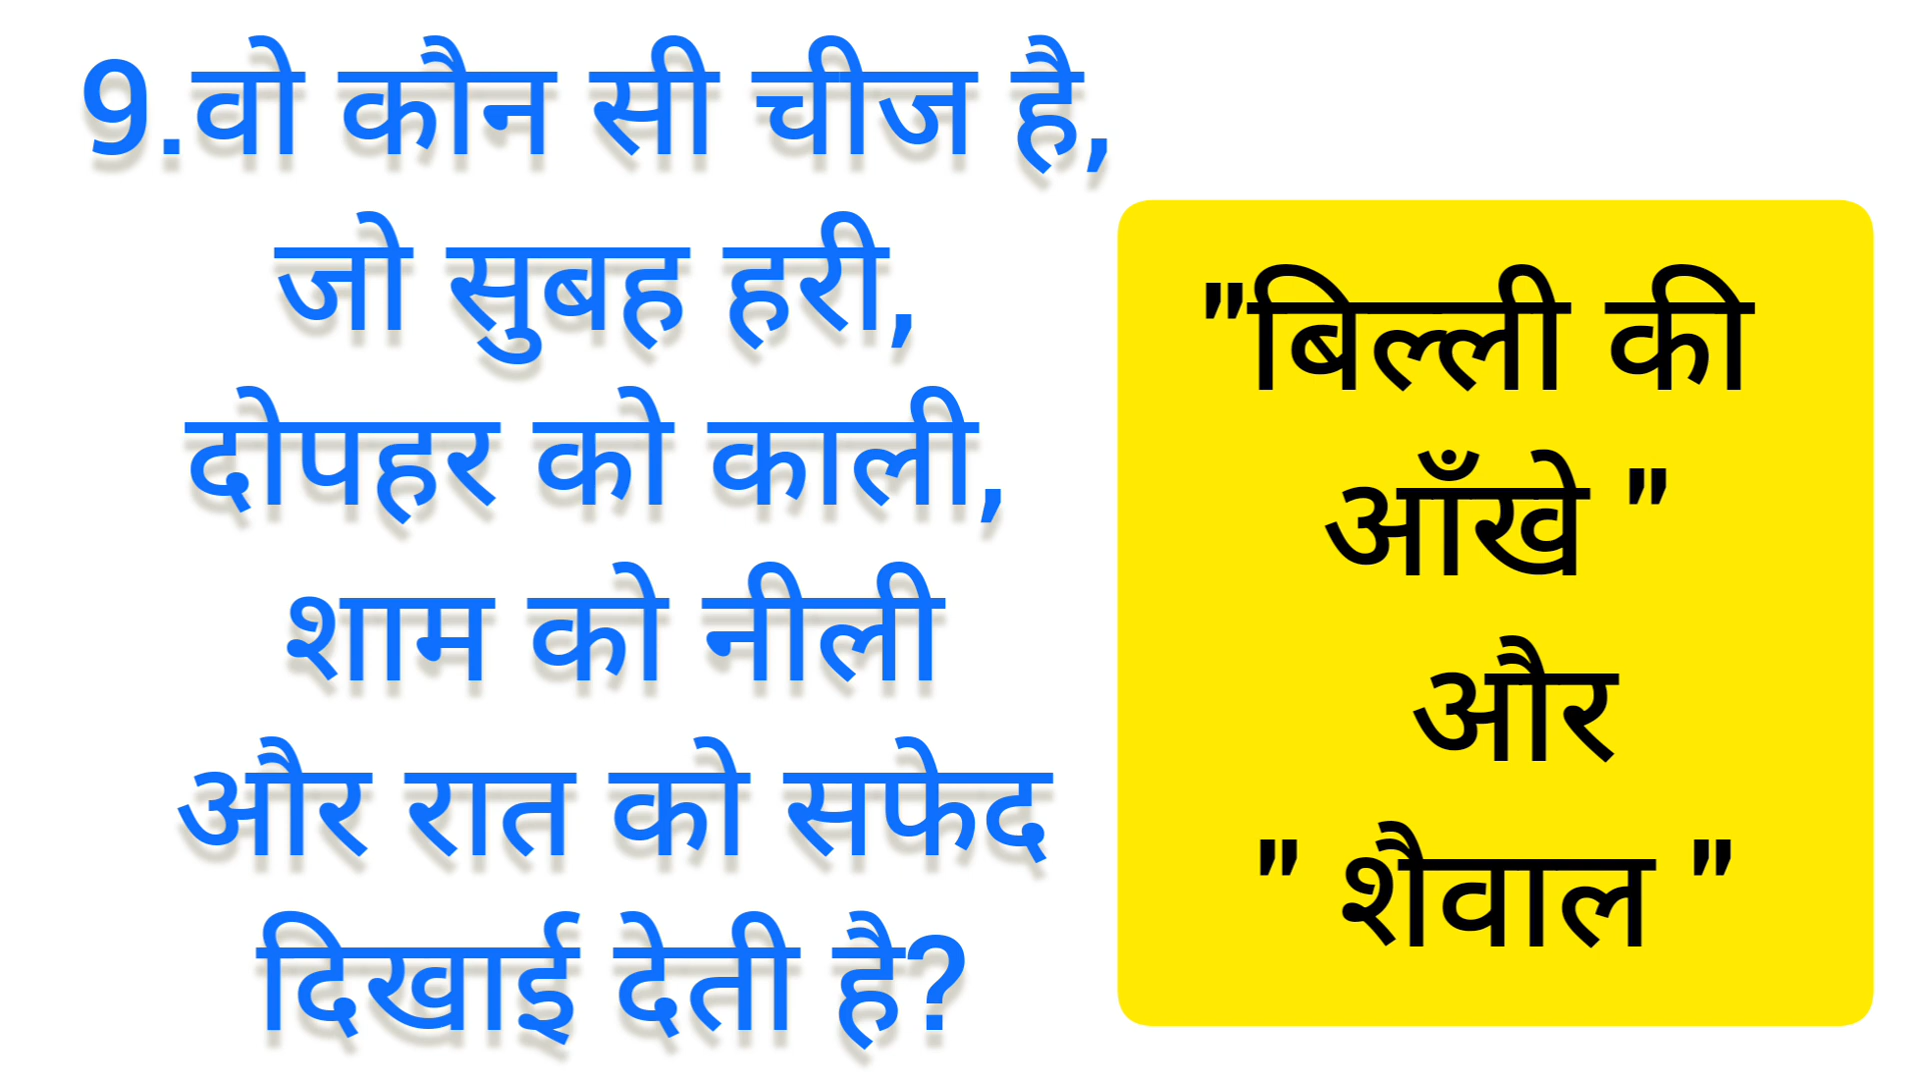 9.वो कौन सी चीज है,
जो सुबह हरी,
दोपहर को काली,
शाम को नीली
और रात को सफेद
दिखाई देती है?
"बिल्ली की
आँखे "
और
" शैवाल "